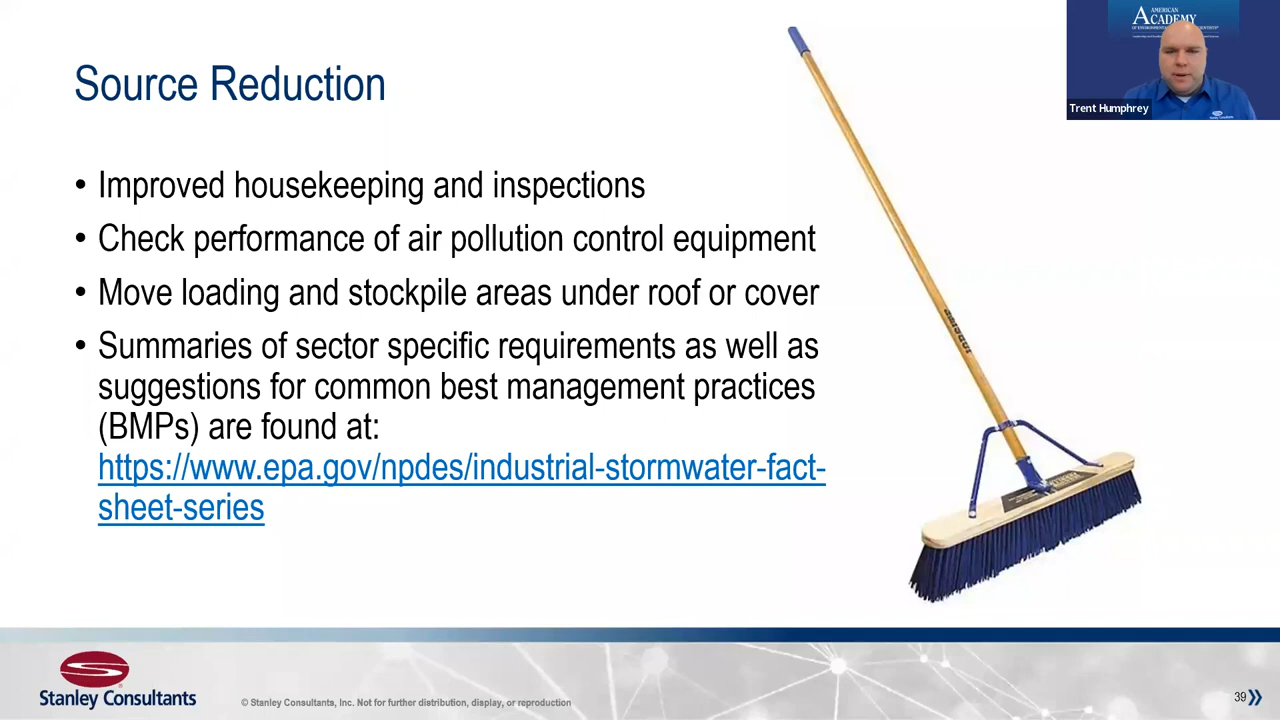 Source Reduction
• Improved housekeeping and inspections
• Check performance of air pollution control equipment
• Move loading and stockpile areas under roof or cover
• Summaries of sector specific requirements as well as
suggestions for common best management practices
(BMPs) are found at:
https://www.epa.gov/npdes/industrial-stormwater-fact-
sheet-series
AMERICAN
ACADEMY
Trent Humphrey
Stanley Consultants
Stanley Consultants
© Stanley Consultants, Inc. Not for further distribution, display, or reproduction
39